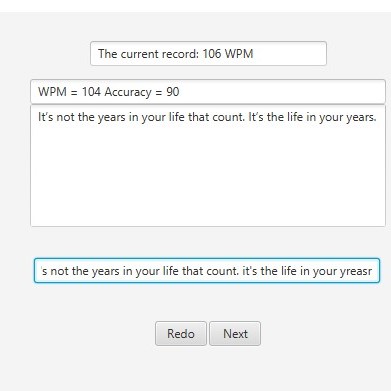 The current record: 106 WPM
WPM = 104 Accuracy = 90
It's not the years in your life that count. It's the life in your years.
's not the years in your life that count. it's the life in your yreasr
Redo Next